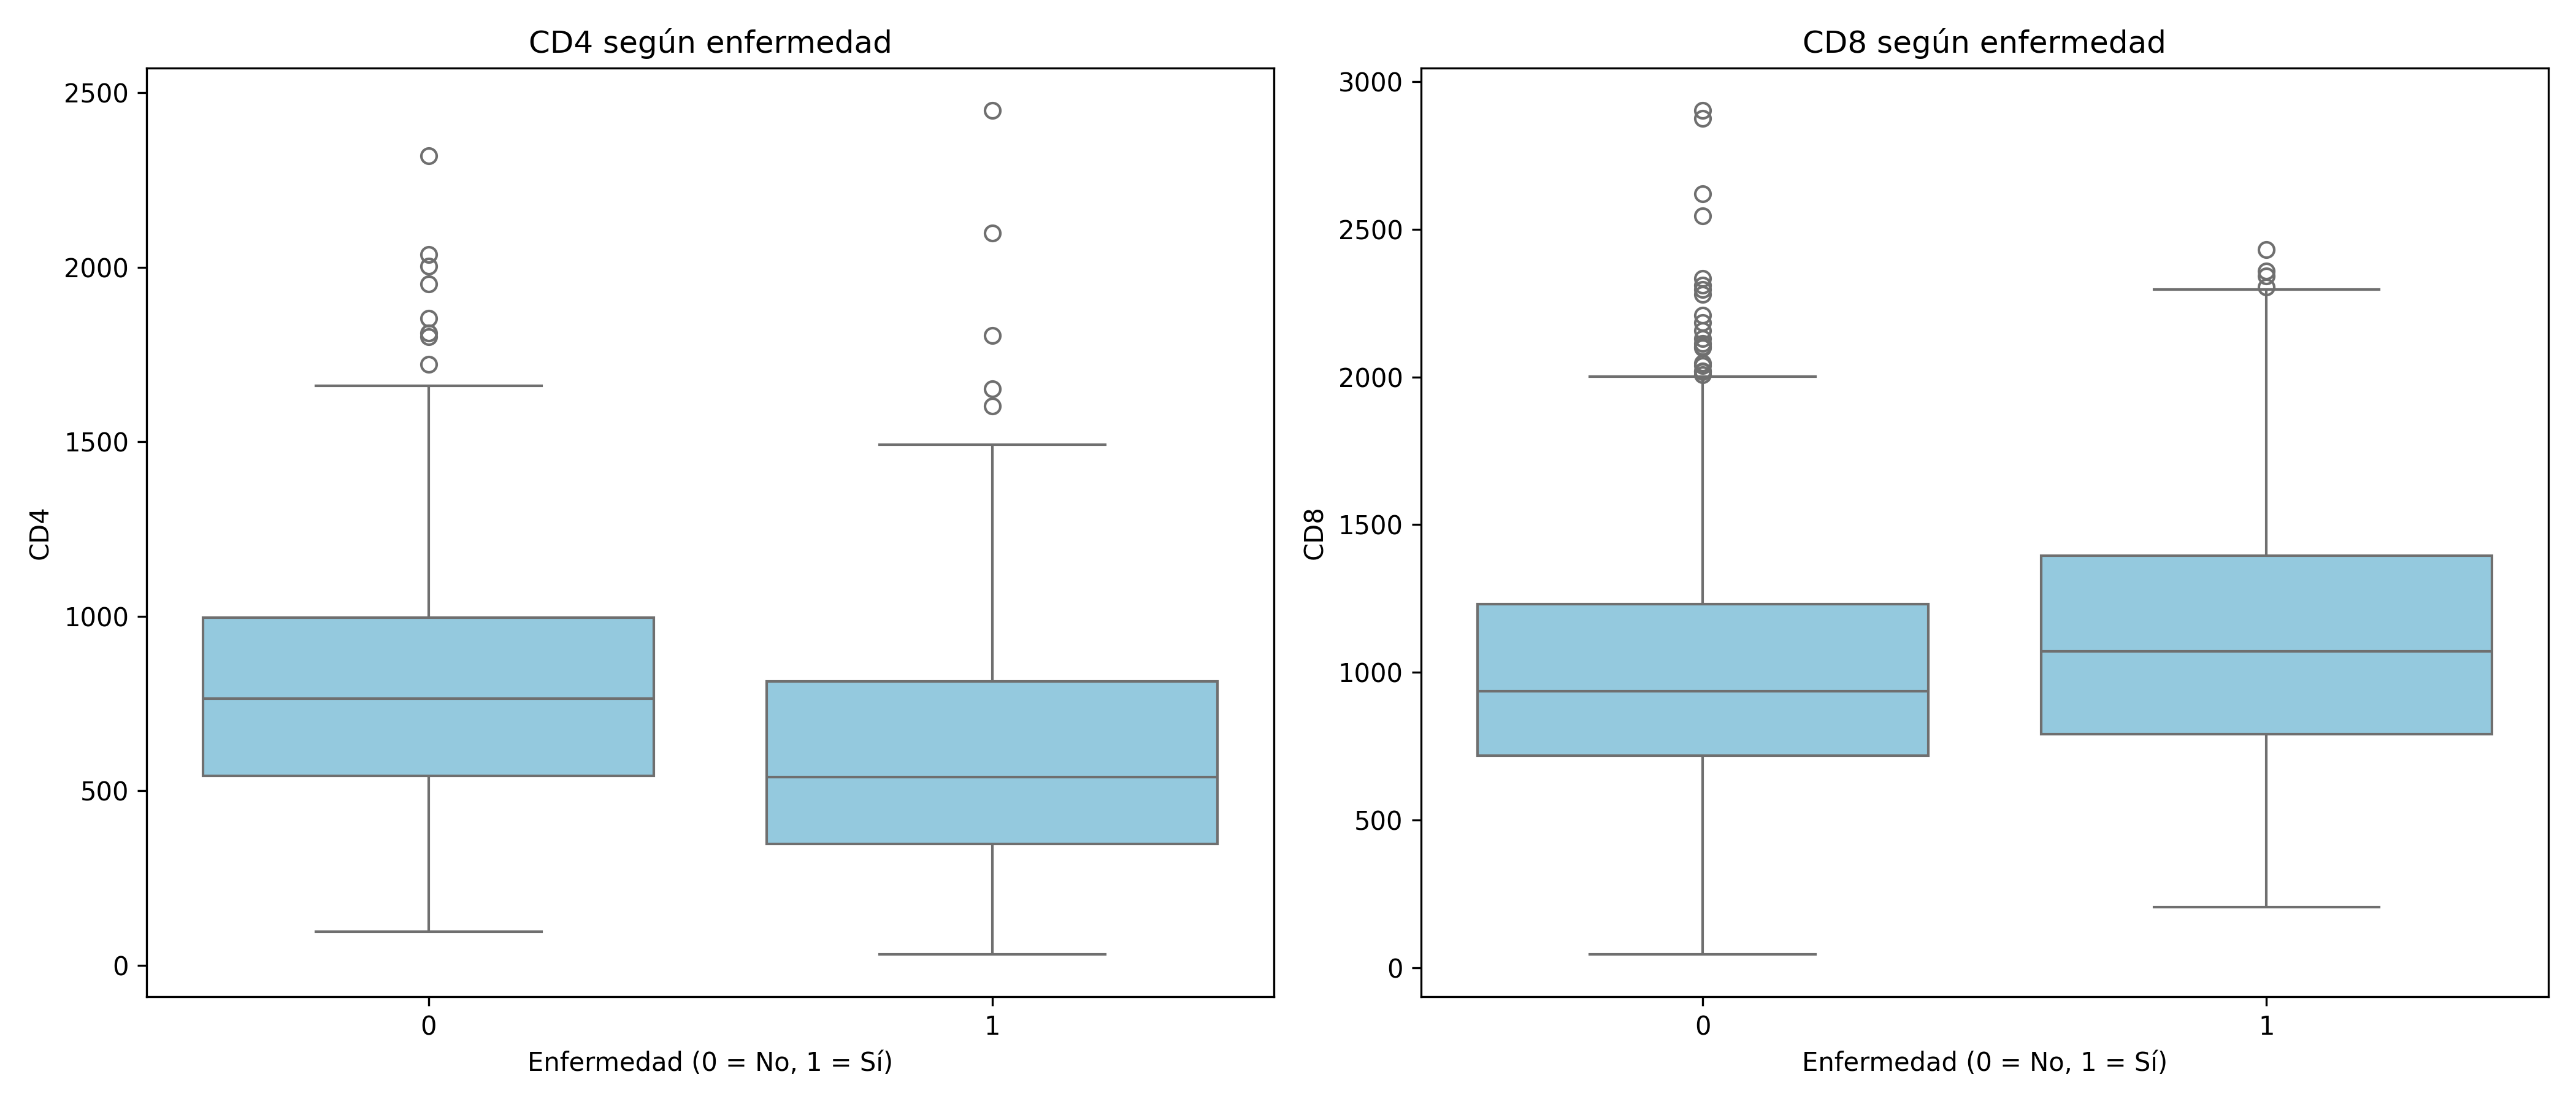 CD4 según enfermedad
2500
2000
1500
1000
500
0
CD4
0 1
Enfermedad (0 = No, 1 = Sí)
CD8 según enfermedad
3000
2500
2000
1500
1000
500
0
CD8
0 1
Enfermedad (0 = No, 1 = Sí)